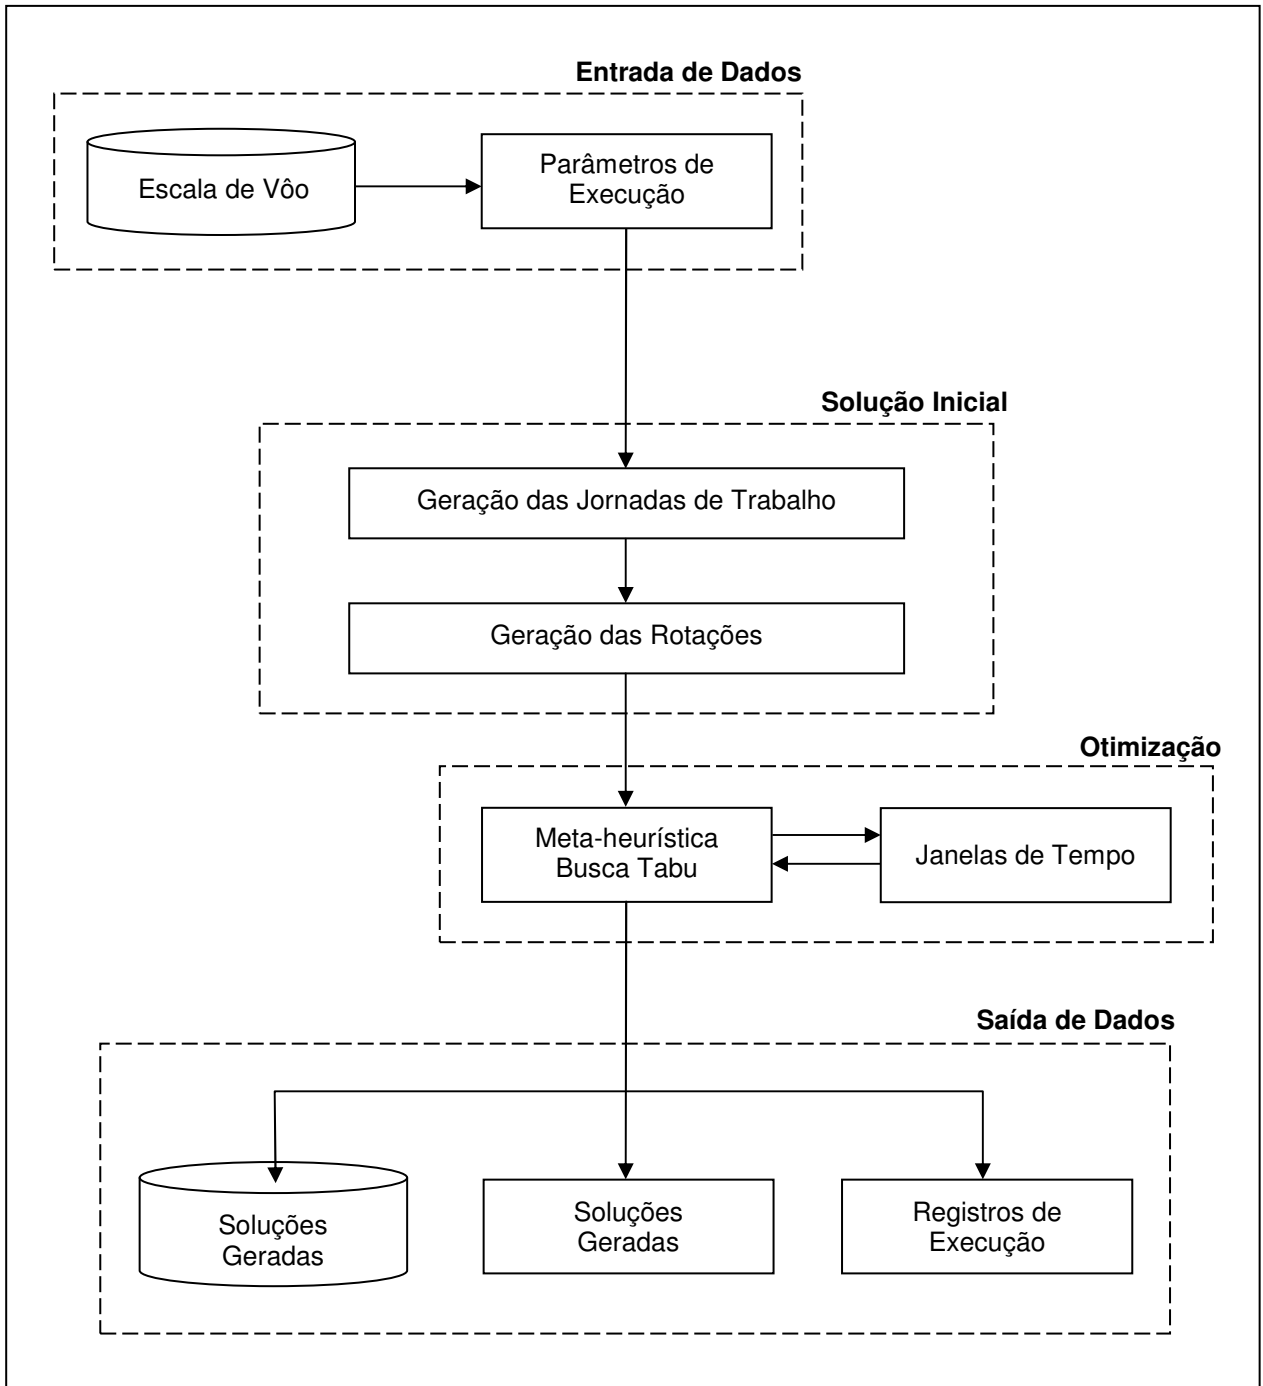 Entrada de Dados
Escala de Vôo
Parâmetros de
Execução
Solução Inicial
Geração das Jornadas de Trabalho
Geração das Rotações
Otimização
Meta-heurística
Busca Tabu
Janelas de Tempo
Saída de Dados
Soluções
Geradas
Soluções
Geradas
Registros de
Execução